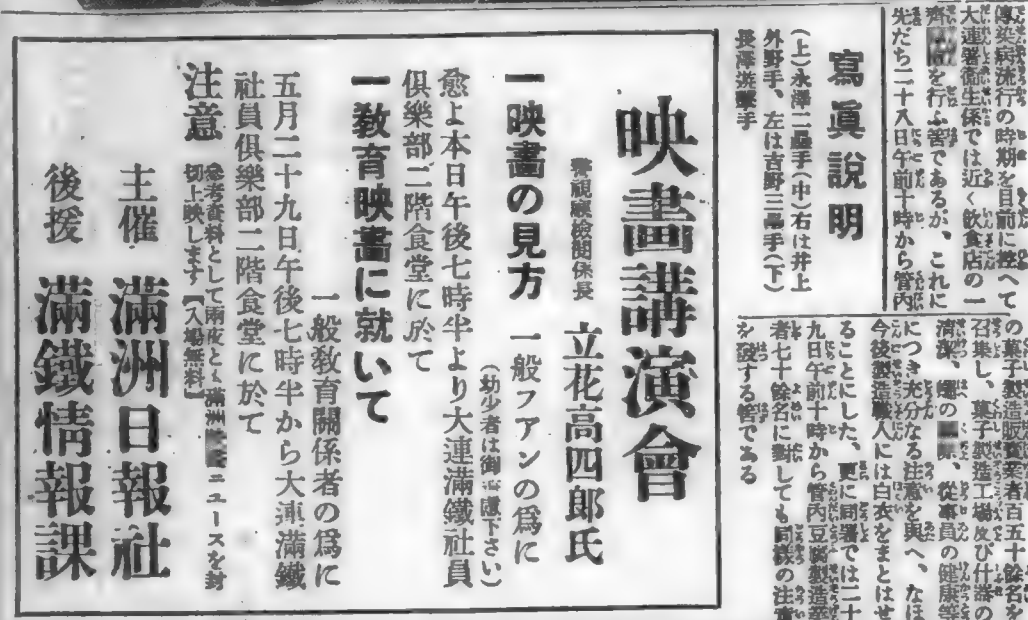 傳染病流行の時期を目前に控へて
大連署衛生係では近く飲食店の一
齊を行ふ筈であるが、これに
先だち二十八日午前十時から管内
の菓子製造販賣業者百五十餘名を
召集し、菓子製造工場及び什器の
清潔、の、從事員の健康等
につき充分なる注意を與へ、なほ
今後製造職人には白衣をまとはせ
ることにした、更に同署では二十
九日午前十時から管内豆腐製造業
者七十餘名に對しても同樣の注意
を發する筈である
寫眞說明
(上)永澤二壘手(中)右は井上
外野手、左は吉野三壘手(下)
長澤遊擊手
映畫講演會
警視廳檢閱係長 立花高四郎氏
一映畫の見方 一般フアンの爲に
(幼少者は御遠慮下さい)
愈よ本日午後七時半より大連滿鐵社員
俱樂部二階食堂に於て
一敎育映畫に就いて
一般敎育關係者の爲に
五月二十九日午後七時半から大連滿鐵
社員俱樂部二階食堂に於て
注意 參考資料として雨夜と、滿洲ニユースを封
切上映します【入場無料】
主催 滿洲日報社
後援 滿鐵情報課